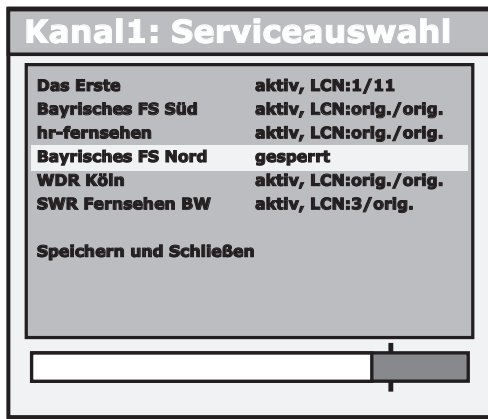 Kanal1: Serviceauswahl
Das Erste aktiv, LCN:1/11
Bayrisches FS Süd aktiv, LCN:orig./orig.
hr-fernsehen aktiv, LCN:orig./orig.
Bayrisches FS Nord gesperrt
WDR Köln aktiv, LCN:orig./orig.
SWR Fernsehen BW aktiv, LCN:3/orig.
Speichern und Schließen